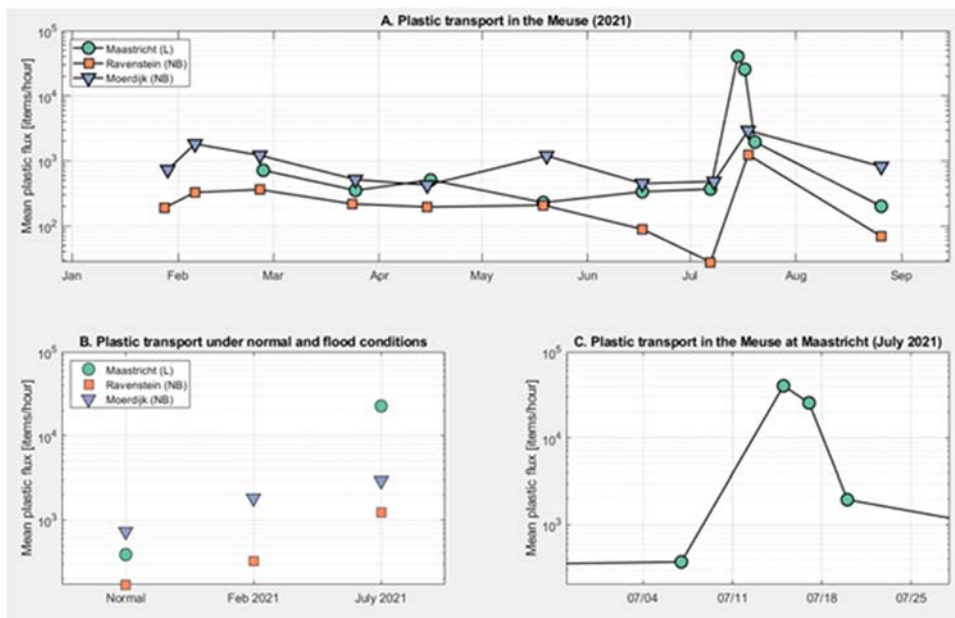 A. Plastic transport in the Meuse (2021)
Mean plastic flux [items/hour]
10^5
10^4
10^3
10^2
Maastricht (L)
Ravenstein (NB)
Moerdijk (NB)
Jan Feb Mar Apr May Jun Jul Aug Sep
B. Plastic transport under normal and flood conditions
Mean plastic flux [items/hour]
10^5
10^4
10^3
Maastricht (L)
Ravenstein (NB)
Moerdijk (NB)
Normal Feb 2021 July 2021
C. Plastic transport in the Meuse at Maastricht (July 2021)
Mean plastic flux [items/hour]
10^5
10^4
10^3
07/04 07/11 07/18 07/25